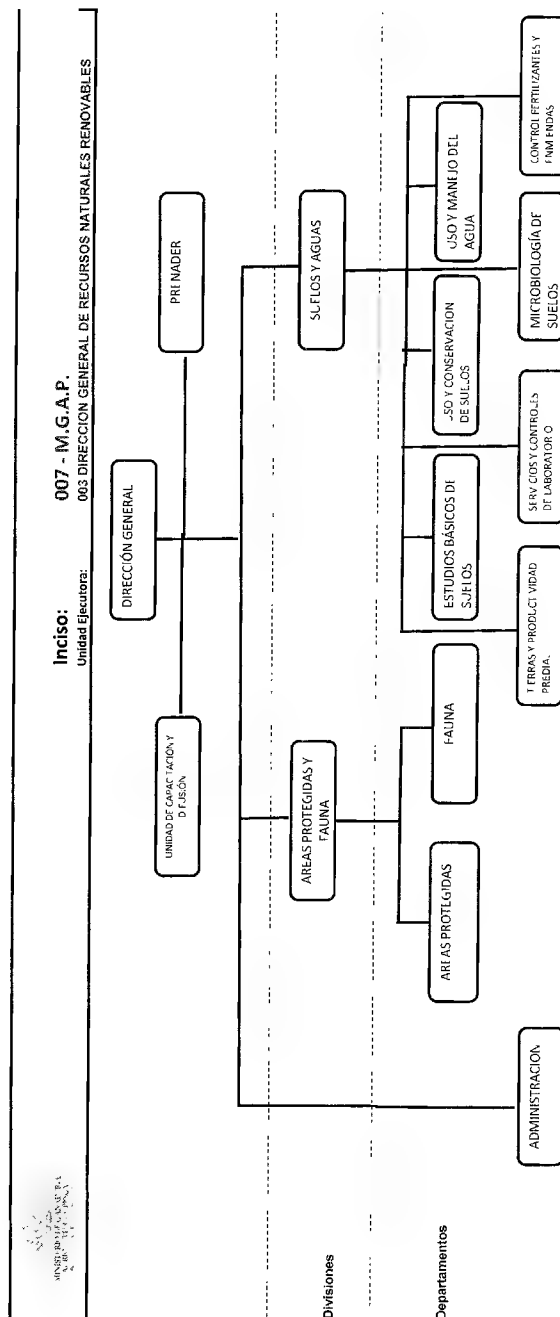 Inciso: 007 - M.G.A.P.
Unidad Ejecutora: 003 DIRECCION GENERAL DE RECURSOS NATURALES RENOVABLES
DIRECCIÓN GENERAL
UNIDAD DE CAPACITACIÓN Y
DIFUSIÓN
PRENADER
Divisiones
AREAS PROTEGIDAS Y
FAUNA
SUELOS Y AGUAS
Departamentos
AREAS PROTEGIDAS
FAUNA
ESTUDIOS BÁSICOS DE
SUELOS
USO Y CONSERVACION
DE SUELOS
USO Y MANEJO DEL
AGUA
ADMINISTRACION
TIERRAS Y PRODUCTIVIDAD
PREDIAL
SERVICIOS Y CONTROLES
DE LABORATORIO
MICROBIOLOGÍA DE
SUELOS
CONTROL FERTILIZANTES Y
ENMIENDAS